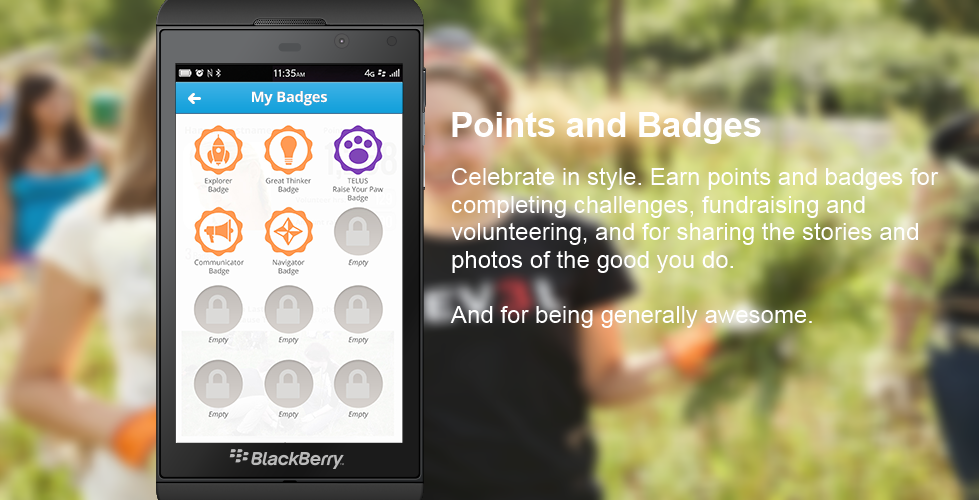 11:35AM
4G
My Badges
Explorer
Badge
Great Thinker
Badge
TELUS
Raise Your Paw
Badge
Communicator
Badge
Navigator
Badge
Empty
Empty
Empty
Empty
Empty
Empty
Empty
BlackBerry
Points and Badges
Celebrate in style. Earn points and badges for
completing challenges, fundraising and
volunteering, and for sharing the stories and
photos of the good you do.
And for being generally awesome.